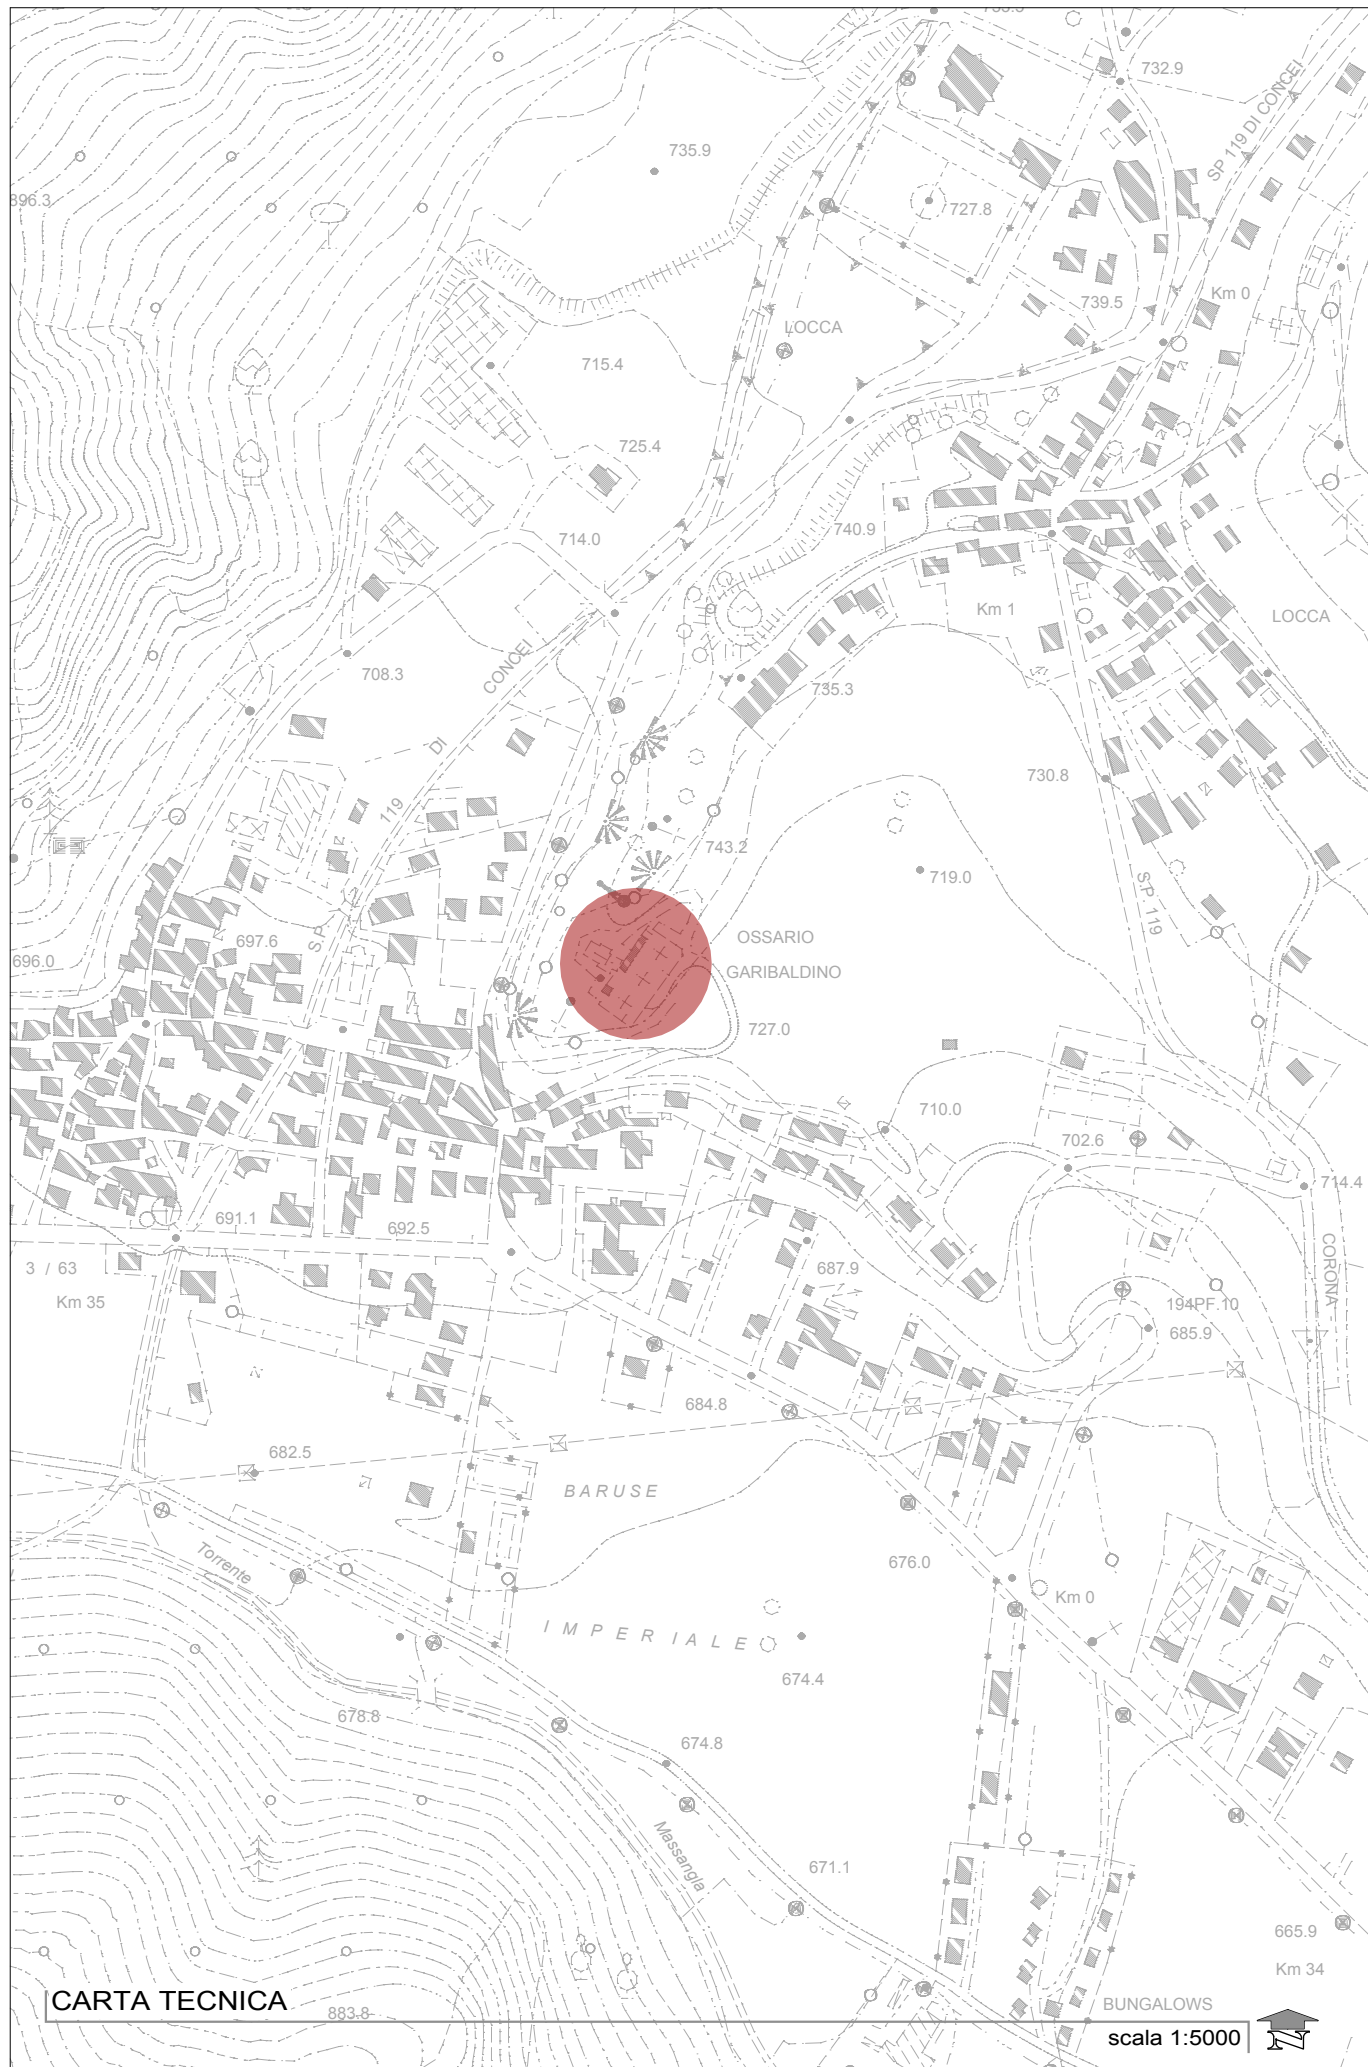 732.9
SP 119 DI CONCEI
735.9
896.3
727.8
739.5
Km 0
LOCCA
715.4
725.4
740.9
714.0
Km 1
LOCCA
CONCEI
708.3
735.3
DI
730.8
119
743.2
719.0
S.P. 119
S.P.
697.6
OSSARIO
696.0
GARIBALDINO
727.0
710.0
702.6
714.4
691.1
692.5
CORONA
3 / 63
687.9
Km 35
194PF.10
685.9
684.8
682.5
BARUSE
Torrente
676.0
Km 0
IMPERIALE
674.4
678.8
674.8
Massangla
671.1
665.9
Km 34
CARTA TECNICA
883.8
BUNGALOWS
scala 1:5000
N